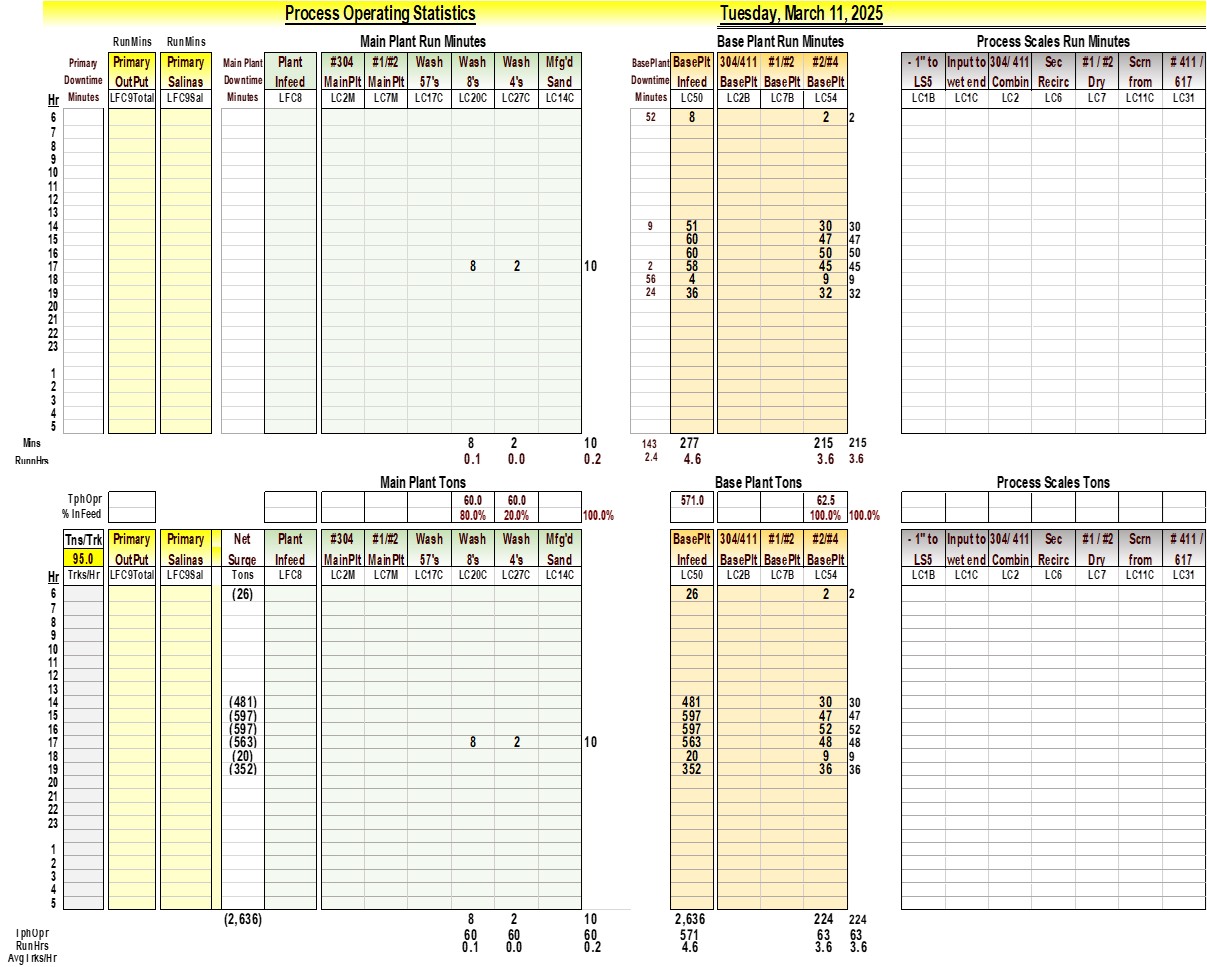 Process Operating Statistics Tuesday, March 11, 2025
RunMins RunMins Main Plant Run Minutes Base Plant Run Minutes Process Scales Run Minutes
Primary Primary Primary Main Plant Plant #304 #1/#2 Wash Wash Wash Mfg'd BasePlant BasePlt 304/411 #1/#2 #2/#4 - 1" to Input to 304/ 411 Sec #1 / #2 Scrn # 411 /
Downtime OutPut Salinas Downtime Infeed MainPlt MainPlt 57's 8's 4's Sand Downtime Infeed BasePlt BasePlt BasePlt LS5 wet end Combin Recirc Dry from 617
Hr Minutes LFC9Total LFC9Sal Minutes LFC8 LC2M LC7M LC17C LC20C LC27C LC14C Minutes LC50 LC2B LC7B LC54 LC1B LC1C LC2 LC6 LC7 LC11C LC31
6 52 8 2 2
7
8
9
10
11
12
13
14 9 51 30 30
15 60 47 47
16 60 50 50
17 8 2 10 2 58 45 45
18 56 4 9 9
19 24 36 32 32
20
21
22
23
1
2
3
4
5
Mins 8 2 10 143 277 215 215
RunnHrs 0.1 0.0 0.2 2.4 4.6 3.6 3.6
Main Plant Tons Base Plant Tons Process Scales Tons
TphOpr 60.0 60.0 571.0 62.5
% InFeed 80.0% 20.0% 100.0% 100.0% 100.0%
Tns/Trk Primary Primary Net Plant #304 #1/#2 Wash Wash Wash Mfg'd BasePlt 304/411 #1/#2 #2/#4 - 1" to Input to 304/ 411 Sec #1 / #2 Scrn # 411 /
95.0 OutPut Salinas Surge Infeed MainPlt MainPlt 57's 8's 4's Sand Infeed BasePlt BasePlt BasePlt LS5 wet end Combin Recirc Dry from 617
Hr Trks/Hr LFC9Total LFC9Sal Tons LFC8 LC2M LC7M LC17C LC20C LC27C LC14C LC50 LC2B LC7B LC54 LC1B LC1C LC2 LC6 LC7 LC11C LC31
6 (26) 26 2 2
7
8
9
10
11
12
13
14 (481) 481 30 30
15 (597) 597 47 47
16 (597) 597 52 52
17 (563) 8 2 10 563 48 48
18 (20) 20 9 9
19 (352) 352 36 36
20
21
22
23
1
2
3
4
5
(2,636) 8 2 10 2,636 224 224
TphOpr 60 60 60 571 63 63
RunHrs 0.1 0.0 0.2 4.6 3.6 3.6
Avg Trks/Hr